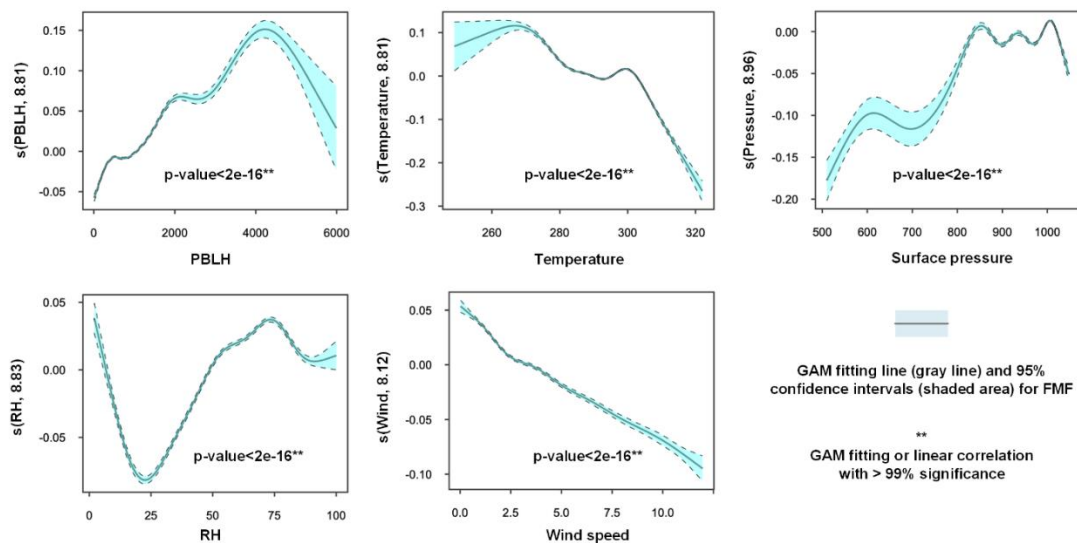 s(PBLH, 8.81)
0.15
0.10
0.05
0.00
-0.05
p-value<2e-16**
0 2000 4000 6000
PBLH
s(Temperature, 8.81)
0.1
0.0
-0.1
-0.2
-0.3
p-value<2e-16**
260 280 300 320
Temperature
s(Pressure, 8.96)
0.00
-0.05
-0.10
-0.15
-0.20
p-value<2e-16**
500 600 700 800 900 1000
Surface pressure
s(RH, 8.83)
0.05
0.00
-0.05
p-value<2e-16**
0 25 50 75 100
RH
s(Wind, 8.12)
0.05
0.00
-0.05
-0.10
p-value<2e-16**
0.0 2.5 5.0 7.5 10.0
Wind speed
GAM fitting line (gray line) and 95%
confidence intervals (shaded area) for FMF
**
GAM fitting or linear correlation
with > 99% significance